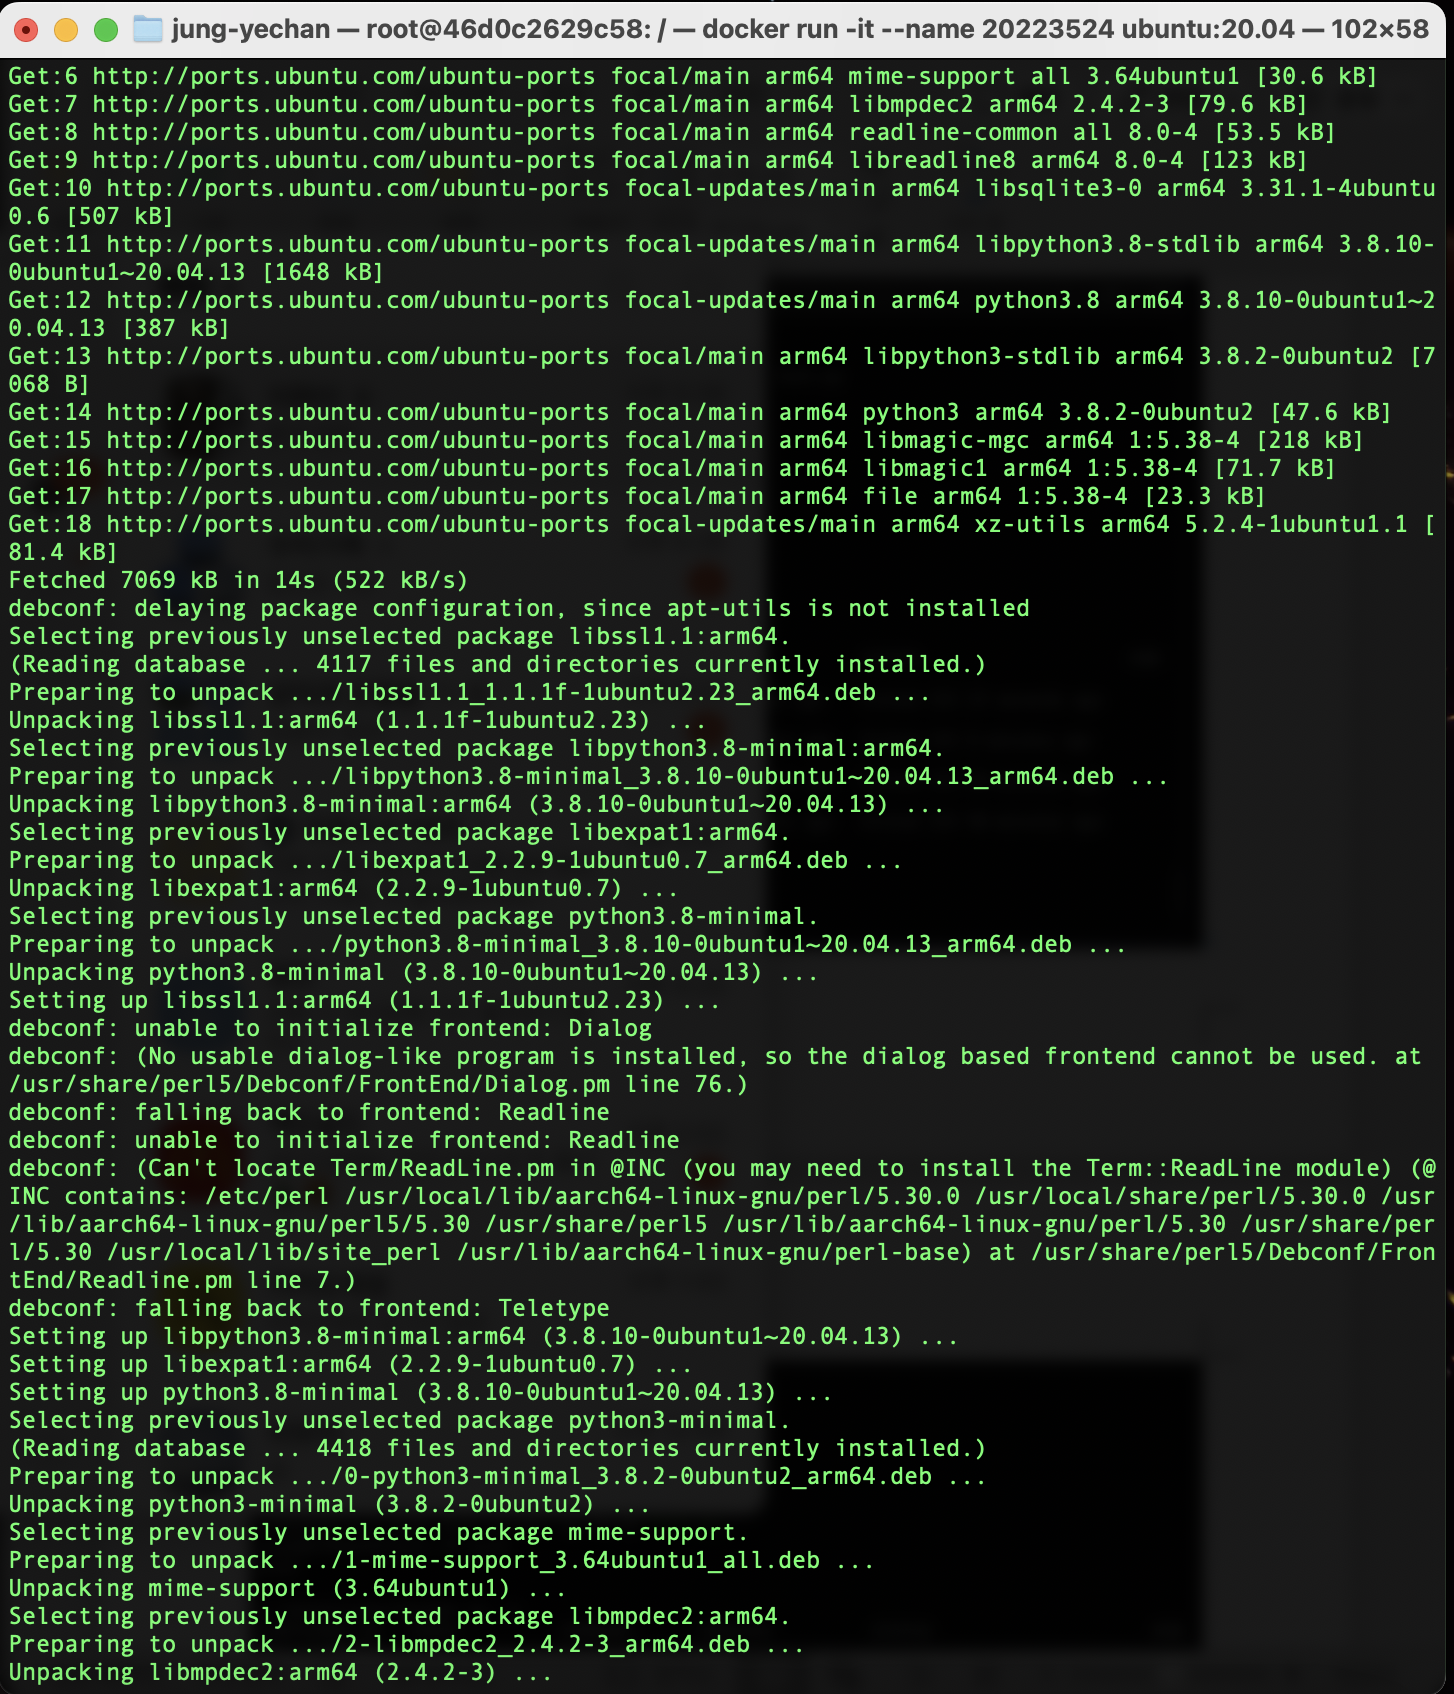 jung-yechan — root@46d0c2629c58: / — docker run -it --name 20223524 ubuntu:20.04 — 102×58
Get:6 http://ports.ubuntu.com/ubuntu-ports focal/main arm64 mime-support all 3.64ubuntu1 [30.6 kB]
Get:7 http://ports.ubuntu.com/ubuntu-ports focal/main arm64 libmpdec2 arm64 2.4.2-3 [79.6 kB]
Get:8 http://ports.ubuntu.com/ubuntu-ports focal/main arm64 readline-common all 8.0-4 [53.5 kB]
Get:9 http://ports.ubuntu.com/ubuntu-ports focal/main arm64 libreadline8 arm64 8.0-4 [123 kB]
Get:10 http://ports.ubuntu.com/ubuntu-ports focal-updates/main arm64 libsqlite3-0 arm64 3.31.1-4ubuntu
0.6 [507 kB]
Get:11 http://ports.ubuntu.com/ubuntu-ports focal-updates/main arm64 libpython3.8-stdlib arm64 3.8.10-
0ubuntu1~20.04.13 [1648 kB]
Get:12 http://ports.ubuntu.com/ubuntu-ports focal-updates/main arm64 python3.8 arm64 3.8.10-0ubuntu1~2
0.04.13 [387 kB]
Get:13 http://ports.ubuntu.com/ubuntu-ports focal/main arm64 libpython3-stdlib arm64 3.8.2-0ubuntu2 [7
068 B]
Get:14 http://ports.ubuntu.com/ubuntu-ports focal/main arm64 python3 arm64 3.8.2-0ubuntu2 [47.6 kB]
Get:15 http://ports.ubuntu.com/ubuntu-ports focal/main arm64 libmagic-mgc arm64 1:5.38-4 [218 kB]
Get:16 http://ports.ubuntu.com/ubuntu-ports focal/main arm64 libmagic1 arm64 1:5.38-4 [71.7 kB]
Get:17 http://ports.ubuntu.com/ubuntu-ports focal/main arm64 file arm64 1:5.38-4 [23.3 kB]
Get:18 http://ports.ubuntu.com/ubuntu-ports focal-updates/main arm64 xz-utils arm64 5.2.4-1ubuntu1.1 [
81.4 kB]
Fetched 7069 kB in 14s (522 kB/s)
debconf: delaying package configuration, since apt-utils is not installed
Selecting previously unselected package libssl1.1:arm64.
(Reading database ... 4117 files and directories currently installed.)
Preparing to unpack .../libssl1.1_1.1.1f-1ubuntu2.23_arm64.deb ...
Unpacking libssl1.1:arm64 (1.1.1f-1ubuntu2.23) ...
Selecting previously unselected package libpython3.8-minimal:arm64.
Preparing to unpack .../libpython3.8-minimal_3.8.10-0ubuntu1~20.04.13_arm64.deb ...
Unpacking libpython3.8-minimal:arm64 (3.8.10-0ubuntu1~20.04.13) ...
Selecting previously unselected package libexpat1:arm64.
Preparing to unpack .../libexpat1_2.2.9-1ubuntu0.7_arm64.deb ...
Unpacking libexpat1:arm64 (2.2.9-1ubuntu0.7) ...
Selecting previously unselected package python3.8-minimal.
Preparing to unpack .../python3.8-minimal_3.8.10-0ubuntu1~20.04.13_arm64.deb ...
Unpacking python3.8-minimal (3.8.10-0ubuntu1~20.04.13) ...
Setting up libssl1.1:arm64 (1.1.1f-1ubuntu2.23) ...
debconf: unable to initialize frontend: Dialog
debconf: (No usable dialog-like program is installed, so the dialog based frontend cannot be used. at
/usr/share/perl5/Debconf/FrontEnd/Dialog.pm line 76.)
debconf: falling back to frontend: Readline
debconf: unable to initialize frontend: Readline
debconf: (Can't locate Term/ReadLine.pm in @INC (you may need to install the Term::ReadLine module) (@
INC contains: /etc/perl /usr/local/lib/aarch64-linux-gnu/perl/5.30.0 /usr/local/share/perl/5.30.0 /usr
/lib/aarch64-linux-gnu/perl5/5.30 /usr/share/perl5 /usr/lib/aarch64-linux-gnu/perl/5.30 /usr/share/per
l/5.30 /usr/local/lib/site_perl /usr/lib/aarch64-linux-gnu/perl-base) at /usr/share/perl5/Debconf/Fron
tEnd/Readline.pm line 7.)
debconf: falling back to frontend: Teletype
Setting up libpython3.8-minimal:arm64 (3.8.10-0ubuntu1~20.04.13) ...
Setting up libexpat1:arm64 (2.2.9-1ubuntu0.7) ...
Setting up python3.8-minimal (3.8.10-0ubuntu1~20.04.13) ...
Selecting previously unselected package python3-minimal.
(Reading database ... 4418 files and directories currently installed.)
Preparing to unpack .../0-python3-minimal_3.8.2-0ubuntu2_arm64.deb ...
Unpacking python3-minimal (3.8.2-0ubuntu2) ...
Selecting previously unselected package mime-support.
Preparing to unpack .../1-mime-support_3.64ubuntu1_all.deb ...
Unpacking mime-support (3.64ubuntu1) ...
Selecting previously unselected package libmpdec2:arm64.
Preparing to unpack .../2-libmpdec2_2.4.2-3_arm64.deb ...
Unpacking libmpdec2:arm64 (2.4.2-3) ...